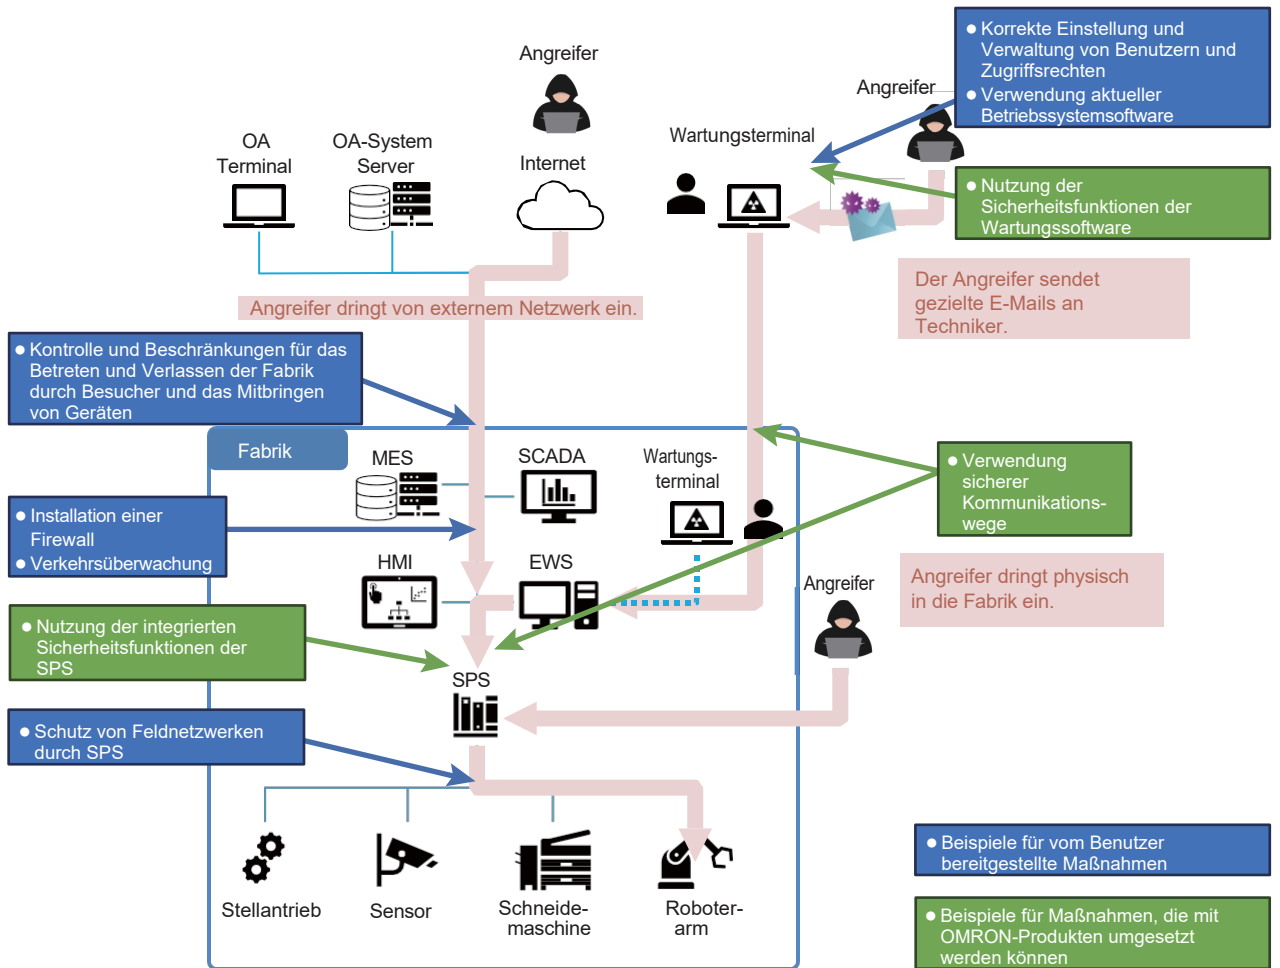 Angreifer
Angreifer
● Korrekte Einstellung und
Verwaltung von Benutzern und
Zugriffsrechten
● Verwendung aktueller
Betriebssystemsoftware
OA
Terminal
OA-System
Server
Internet
Wartungsterminal
● Nutzung der
Sicherheitsfunktionen der
Wartungssoftware
Angreifer dringt von externem Netzwerk ein.
Der Angreifer sendet
gezielte E-Mails an
Techniker.
● Kontrolle und Beschränkungen für das
Betreten und Verlassen der Fabrik
durch Besucher und das Mitbringen
von Geräten
Fabrik
MES
SCADA
Wartungs-
terminal
● Verwendung
sicherer
Kommunikations-
wege
● Installation einer
Firewall
● Verkehrsüberwachung
HMI
EWS
Angreifer
Angreifer dringt physisch
in die Fabrik ein.
● Nutzung der integrierten
Sicherheitsfunktionen der
SPS
SPS
● Schutz von Feldnetzwerken
durch SPS
Stellantrieb
Sensor
Schneide-
maschine
Roboter-
arm
● Beispiele für vom Benutzer
bereitgestellte Maßnahmen
● Beispiele für Maßnahmen, die mit
OMRON-Produkten umgesetzt
werden können